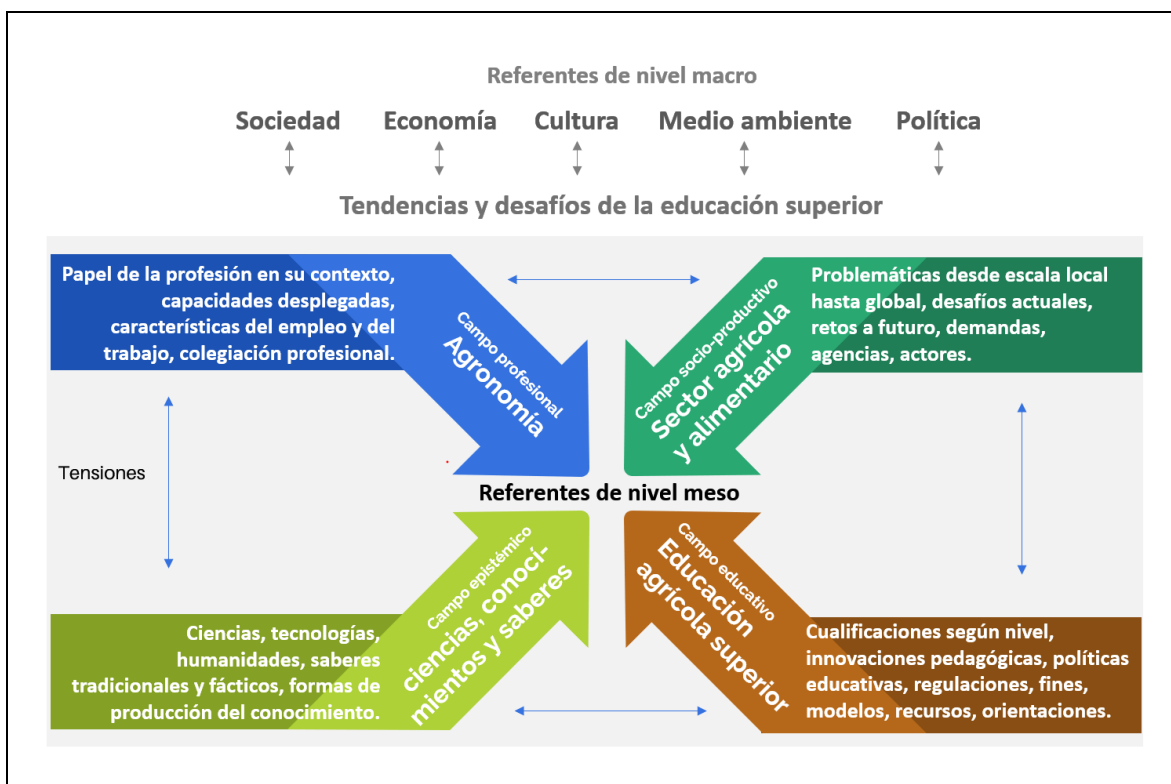 Referentes de nivel macro
Sociedad Economía Cultura Medio ambiente Política
Tendencias y desafíos de la educación superior
Papel de la profesión en su contexto,
capacidades desplegadas,
características del empleo y del
trabajo, colegiación profesional.
Campo profesional
Agronomía
Campo socio-productivo
Sector agrícola
y alimentario
Problemáticas desde escala local
hasta global, desafíos actuales,
retos a futuro, demandas,
agencias, actores.
Tensiones
Referentes de nivel meso
Ciencias, tecnologías,
humanidades, saberes
tradicionales y fácticos, formas de
producción del conocimiento.
Campo epistémico
ciencias, conoci-
mientos y saberes
Campo educativo
Educación
agrícola superior
Cualificaciones según nivel,
innovaciones pedagógicas, políticas
educativas, regulaciones, fines,
modelos, recursos, orientaciones.